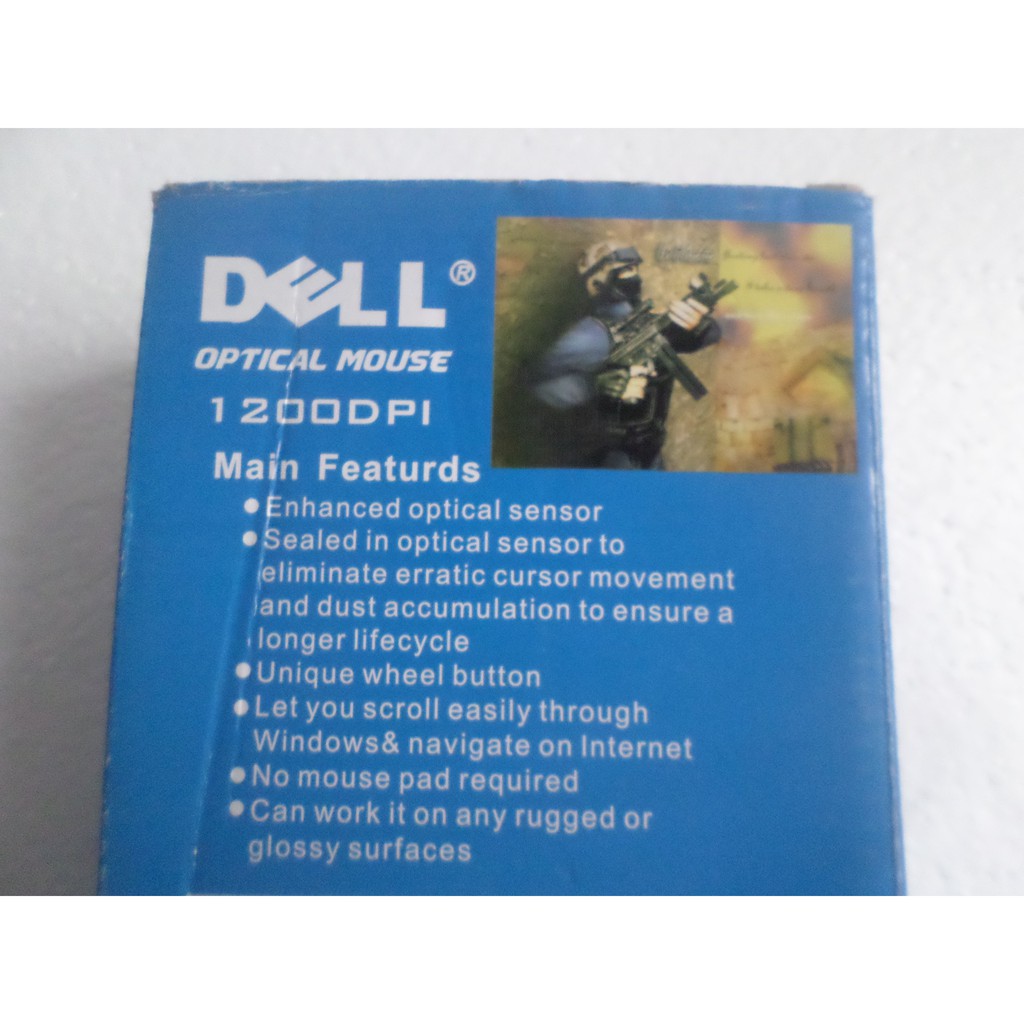 DELL®
OPTICAL MOUSE
1200DPI
Main Featurds
●Enhanced optical sensor
●Sealed in optical sensor to
eliminate erratic cursor movement
and dust accumulation to ensure a
longer lifecycle
●Unique wheel button
●Let you scroll easily through
Windows& navigate on Internet
●No mouse pad required
●Can work it on any rugged or
glossy surfaces